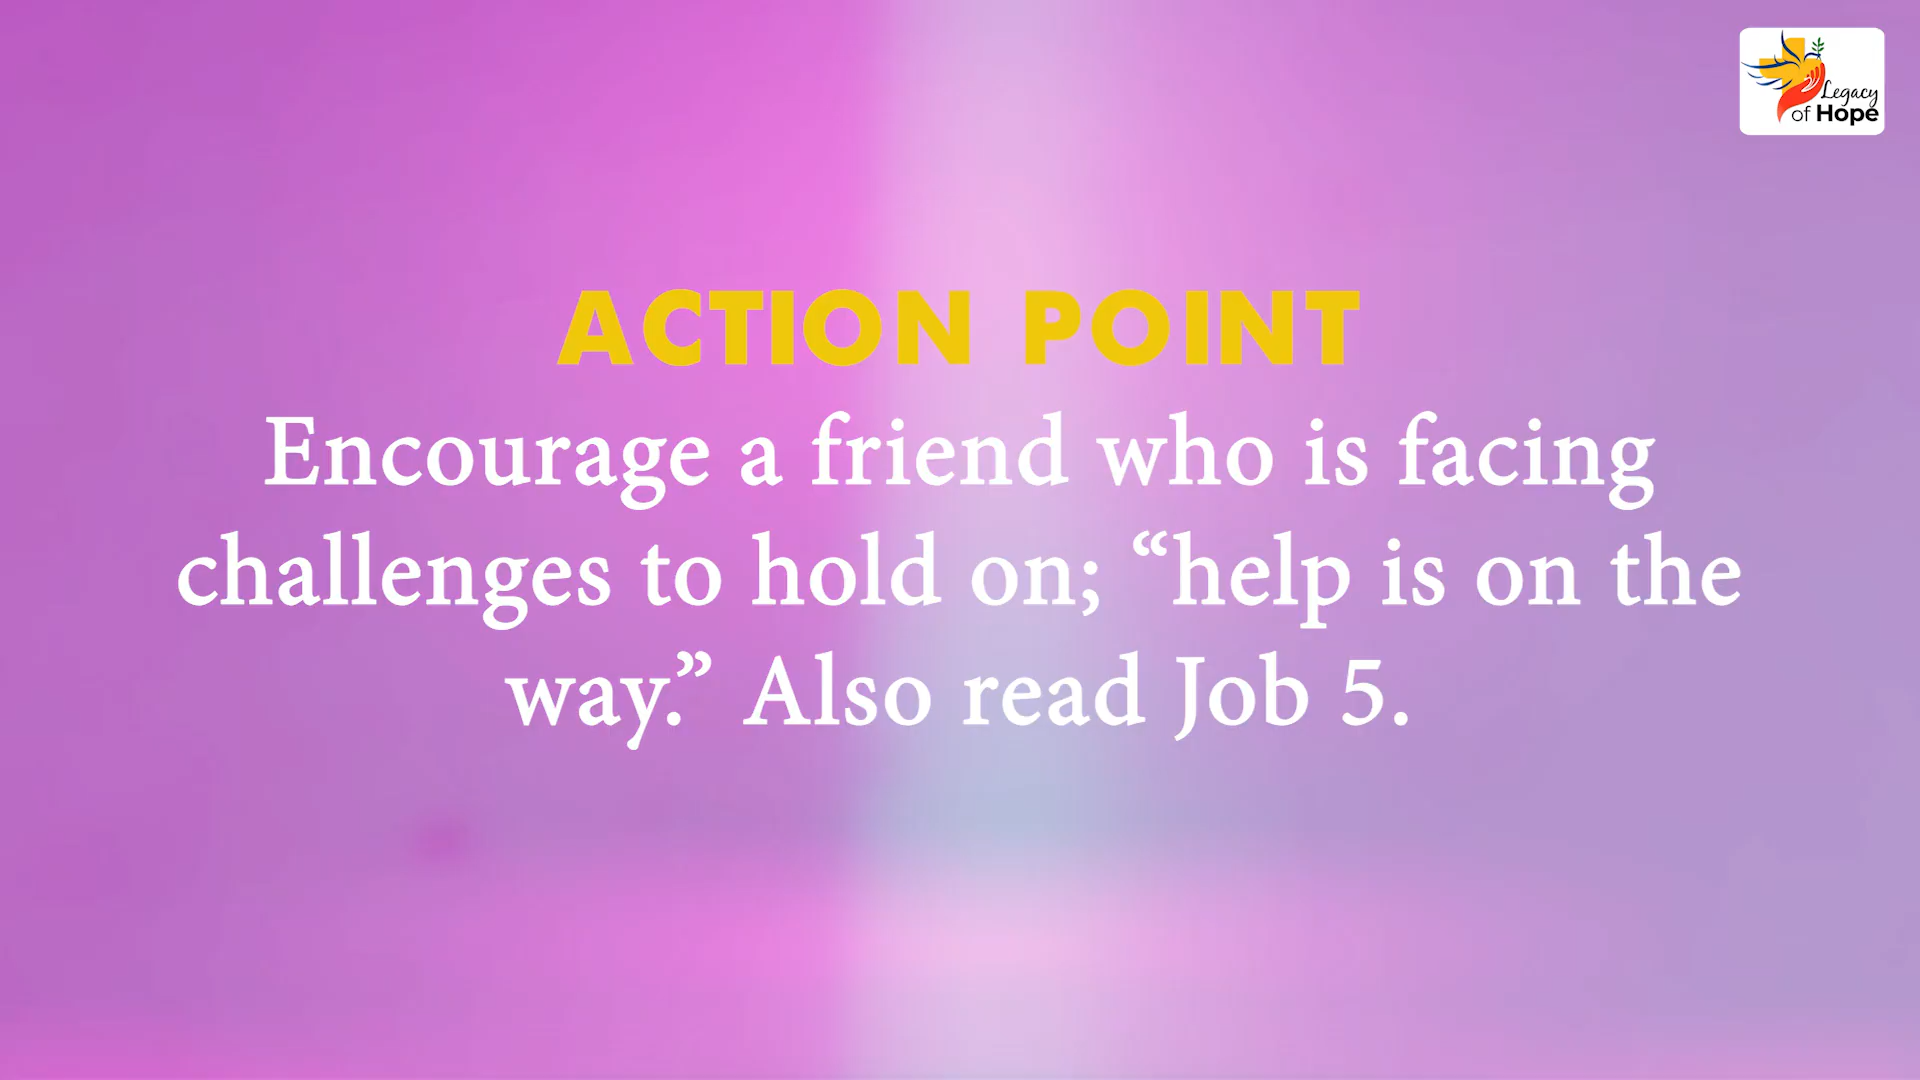 Legacy
of Hope
ACTION POINT
Encourage a friend who is facing
challenges to hold on; “help is on the
way.” Also read Job 5.